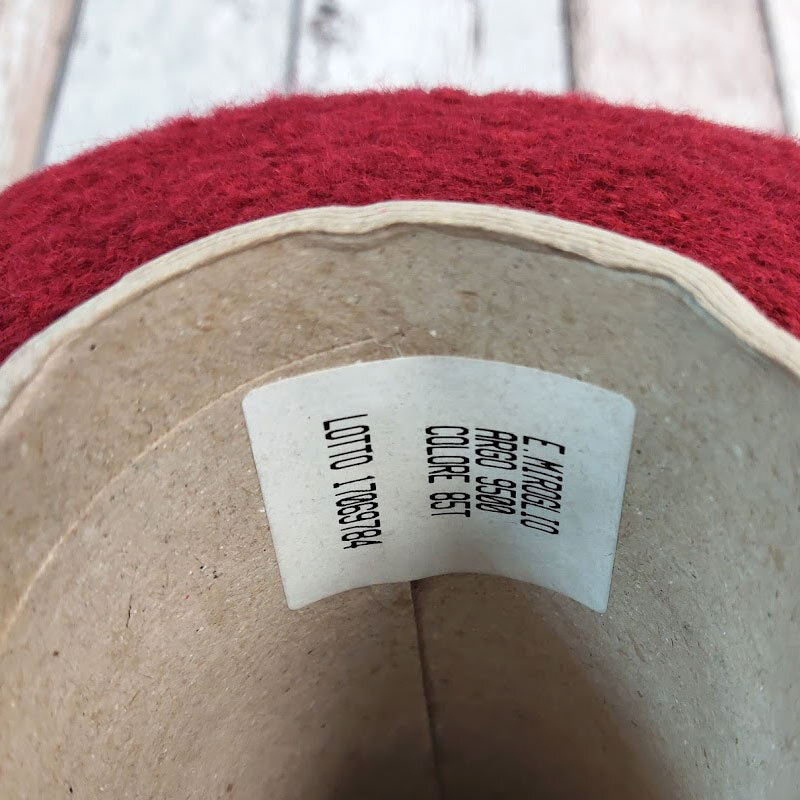 E.MIROGLIO
ARGO 9500
COLORE 85T
LOTTO 17069784